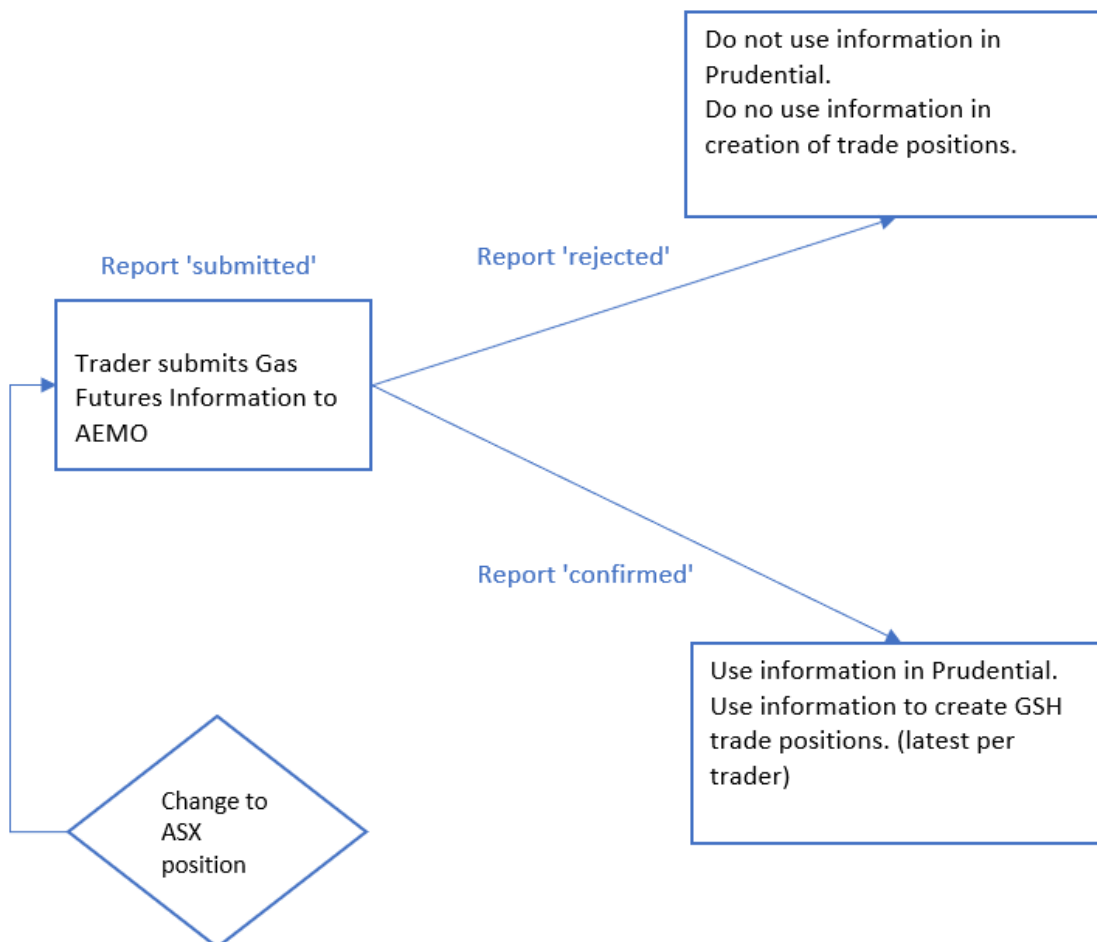 Do not use information in
Prudential.
Do no use information in
creation of trade positions.
Report 'submitted'
Report 'rejected'
Trader submits Gas
Futures Information to
AEMO
Report 'confirmed'
Use information in Prudential.
Use information to create GSH
trade positions. (latest per
trader)
Change to
ASX
position